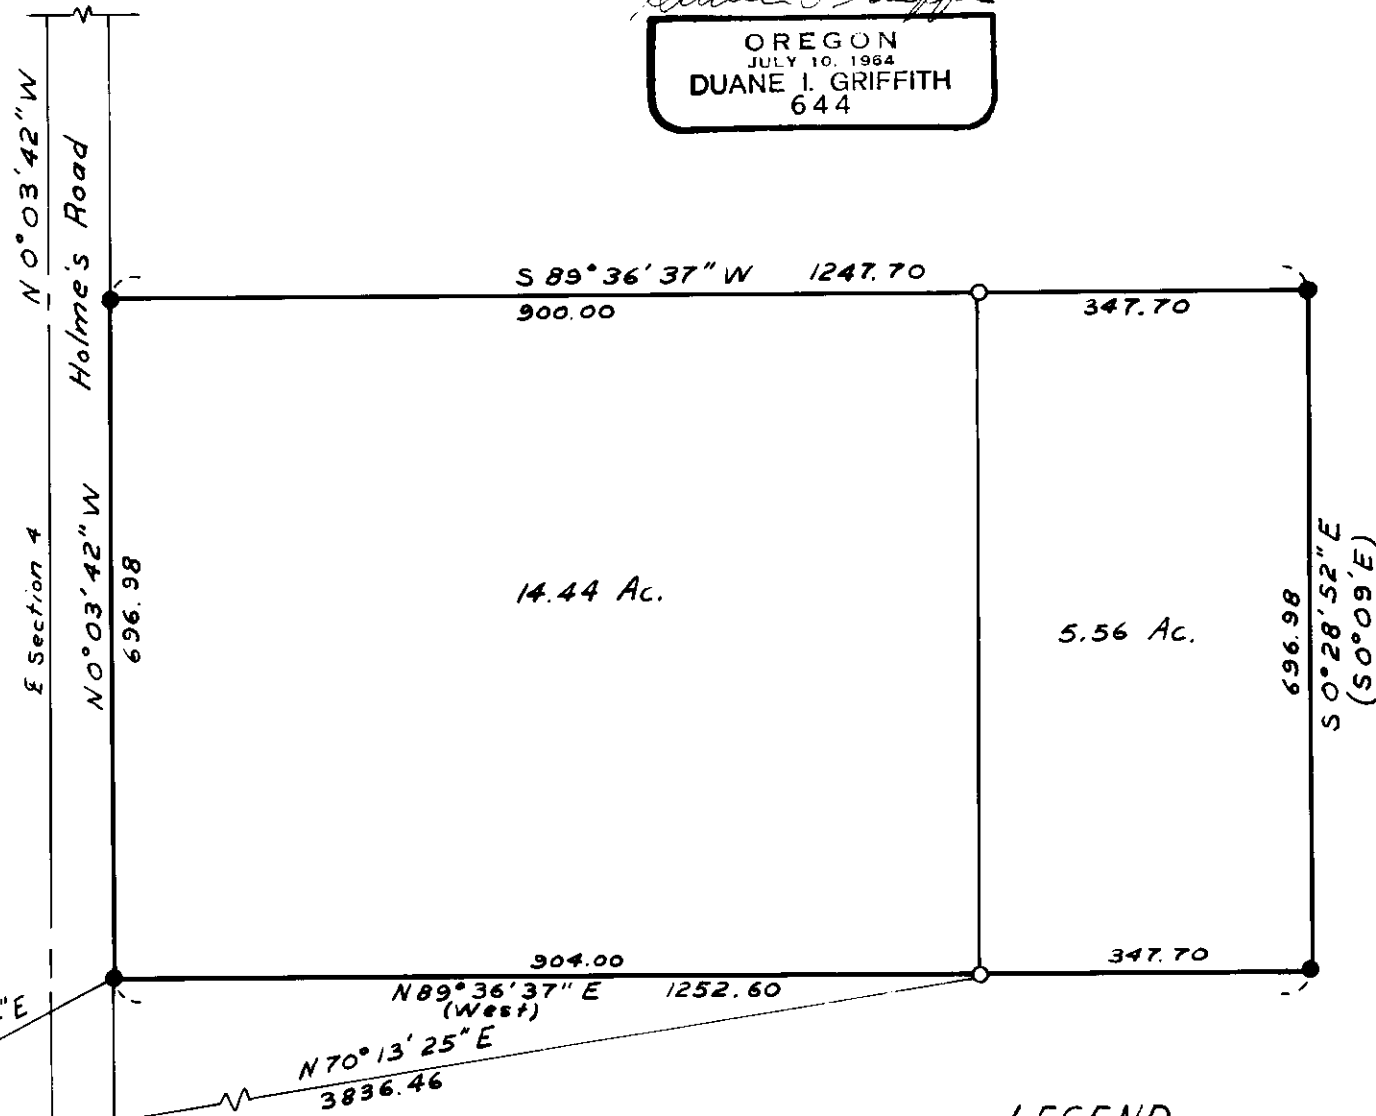 OREGON
JULY 10, 1964
DUANE I. GRIFFITH
644
N 0° 03' 42" W
Holme's Road
S 89° 36' 37" W 1247.70
900.00
347.70
℄ Section 4
N 0° 03' 42" W
696.98
14.44 Ac.
5.56 Ac.
696.98
S 0° 28' 52" E
(S 0° 09' E)
904.00
347.70
N 89° 36' 37" E 1252.60
(West)
"E
N 70° 13' 25" E
3836.46
LEGEND